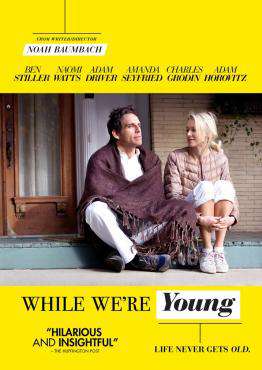 FROM WRITER/DIRECTOR
NOAH BAUMBACH
BEN NAOMI ADAM AMANDA CHARLES ADAM
STILLER WATTS DRIVER SEYFRIED GRODIN HOROVITZ
WHILE WE'RE Young
"HILARIOUS
AND INSIGHTFUL"
– THE HUFFINGTON POST
LIFE NEVER GETS OLD.